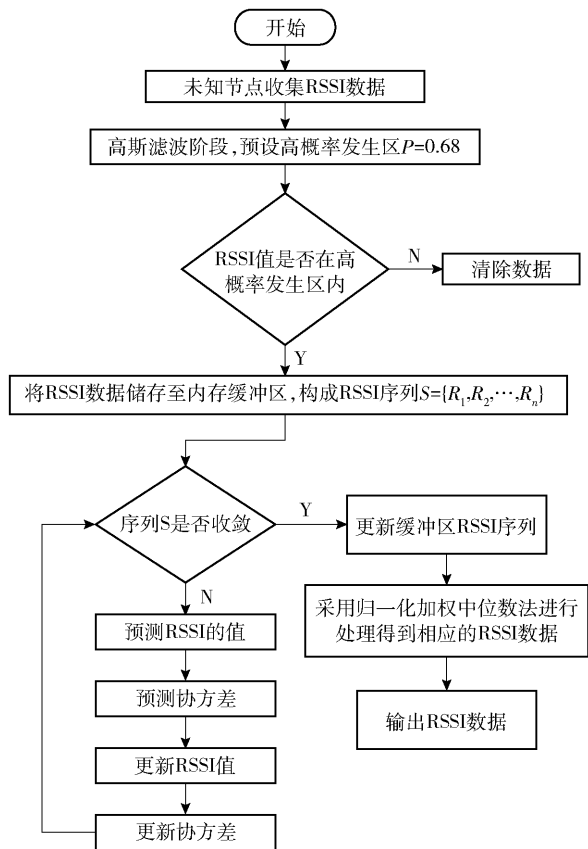 开始
未知节点收集RSSI数据
高斯滤波阶段,预设高概率发生区P=0.68
RSSI值是否在高
概率发生区内
N
清除数据
Y
将RSSI数据储存至内存缓冲区,构成RSSI序列S={R₁,R₂,…,Rₙ}
序列S是否收敛
Y
更新缓冲区RSSI序列
N
采用归一化加权中位数法进行
处理得到相应的RSSI数据
预测RSSI的值
预测协方差
输出RSSI数据
更新RSSI值
更新协方差